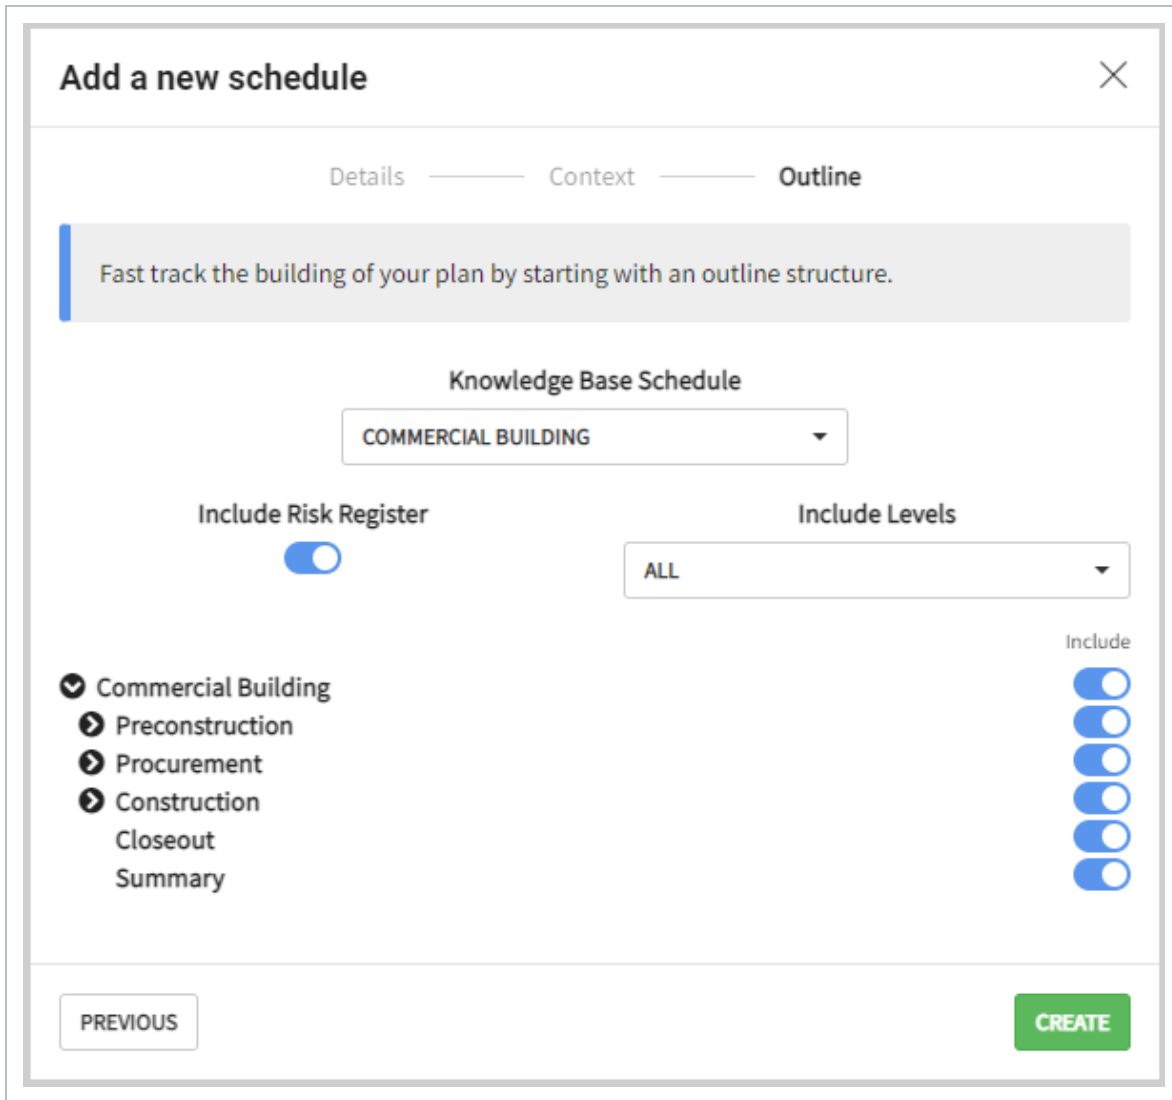 Add a new schedule
Details Context Outline
Fast track the building of your plan by starting with an outline structure.
Knowledge Base Schedule
COMMERCIAL BUILDING
Include Risk Register Include Levels
ALL
Include
Commercial Building
Preconstruction
Procurement
Construction
Closeout
Summary
PREVIOUS CREATE